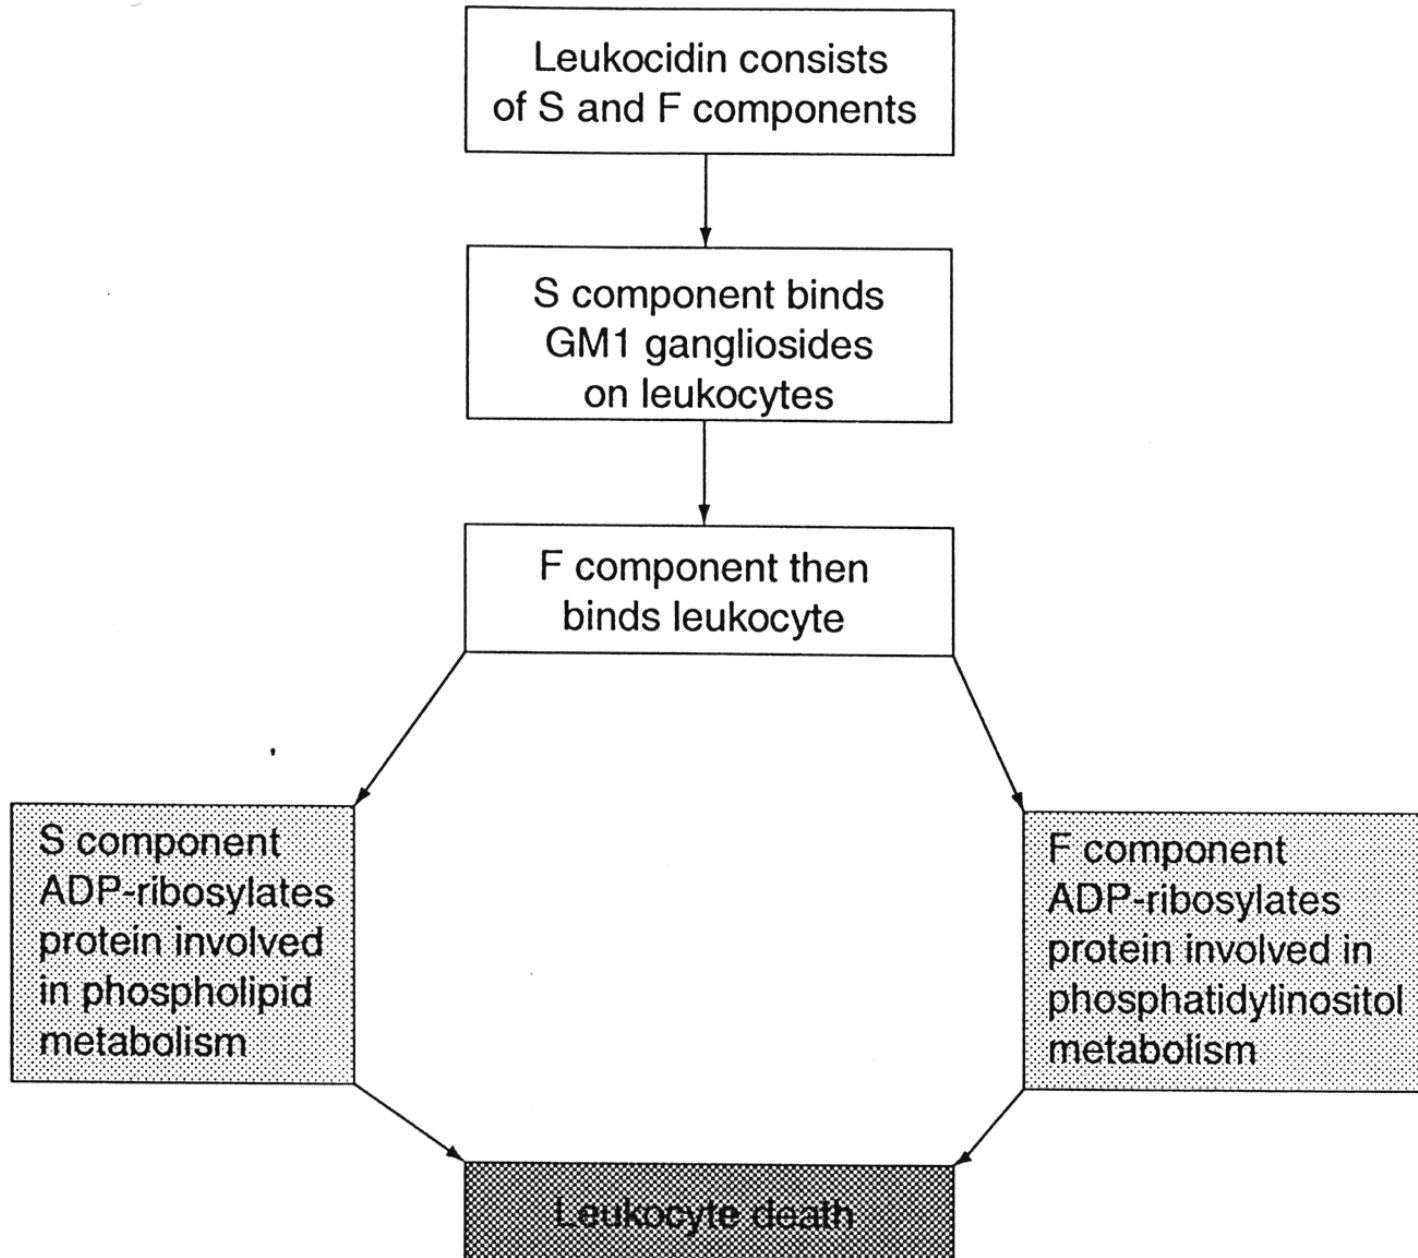 Leukocidin consists
of S and F components
S component binds
GM1 gangliosides
on leukocytes
F component then
binds leukocyte
S component
ADP-ribosylates
protein involved
in phospholipid
metabolism
F component
ADP-ribosylates
protein involved in
phosphatidylinositol
metabolism
Leukocyte death